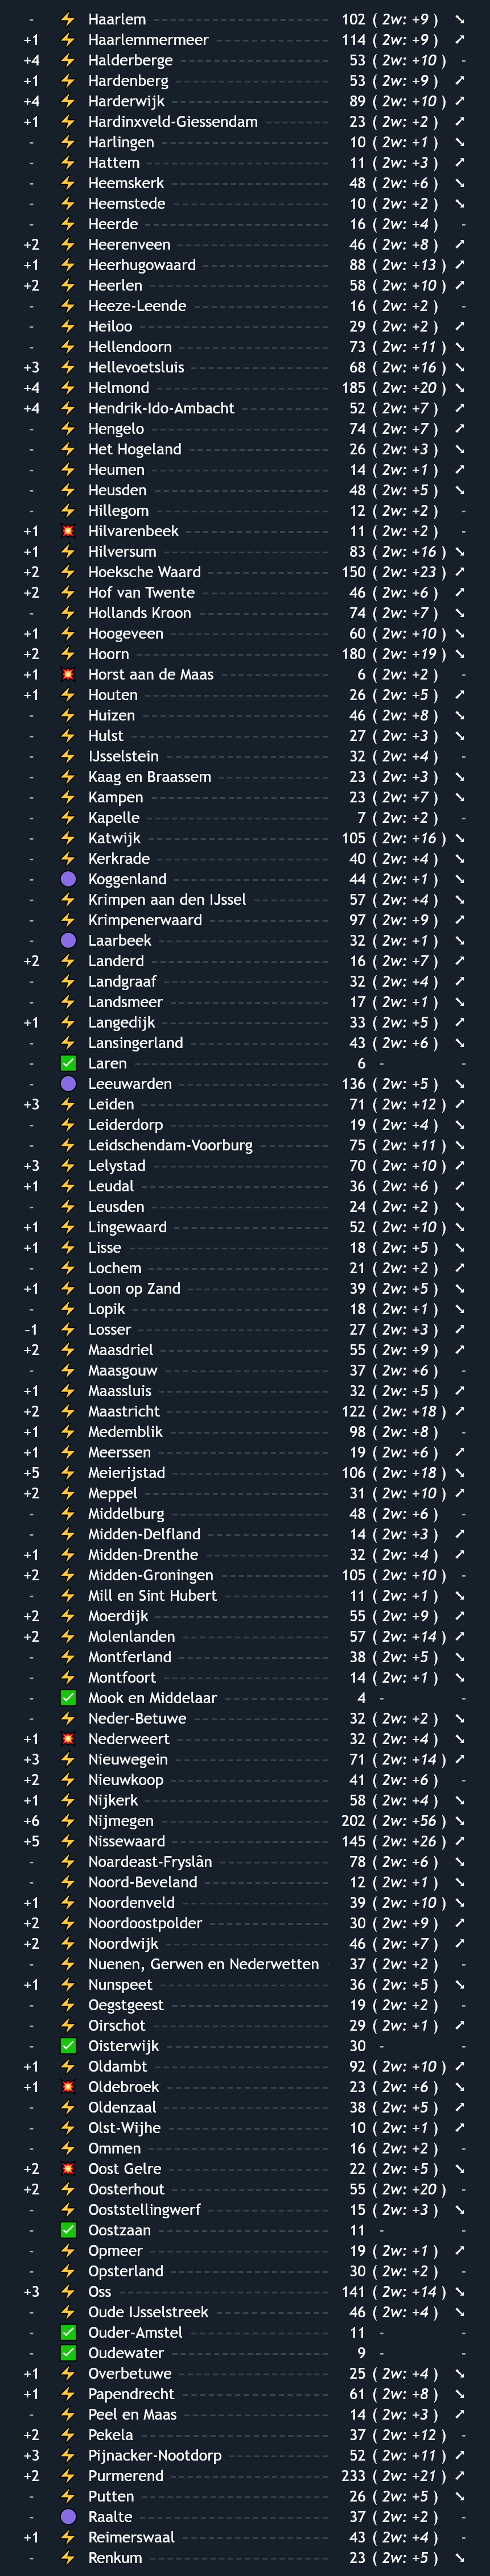 - ⚡ Haarlem 102 ( 2w: +9 ) ↘
+1 ⚡ Haarlemmermeer 114 ( 2w: +9 ) ↗
+4 ⚡ Halderberge 53 ( 2w: +10 ) -
+1 ⚡ Hardenberg 53 ( 2w: +9 ) ↗
+4 ⚡ Harderwijk 89 ( 2w: +10 ) ↗
+1 ⚡ Hardinxveld-Giessendam 23 ( 2w: +2 ) ↗
- ⚡ Harlingen 10 ( 2w: +1 ) ↘
- ⚡ Hattem 11 ( 2w: +3 ) ↗
- ⚡ Heemskerk 48 ( 2w: +6 ) ↘
- ⚡ Heemstede 10 ( 2w: +2 ) ↘
- ⚡ Heerde 16 ( 2w: +4 ) -
+2 ⚡ Heerenveen 46 ( 2w: +8 ) ↗
+1 ⚡ Heerhugowaard 88 ( 2w: +13 ) ↗
+2 ⚡ Heerlen 58 ( 2w: +10 ) ↗
- ⚡ Heeze-Leende 16 ( 2w: +2 ) -
- ⚡ Heiloo 29 ( 2w: +2 ) ↗
- ⚡ Hellendoorn 73 ( 2w: +11 ) ↘
+3 ⚡ Hellevoetsluis 68 ( 2w: +16 ) ↘
+4 ⚡ Helmond 185 ( 2w: +20 ) ↗
+4 ⚡ Hendrik-Ido-Ambacht 52 ( 2w: +7 ) ↗
- ⚡ Hengelo 74 ( 2w: +7 ) ↗
- ⚡ Het Hogeland 26 ( 2w: +3 ) ↘
- ⚡ Heumen 14 ( 2w: +1 ) ↗
- ⚡ Heusden 48 ( 2w: +5 ) ↘
- ⚡ Hillegom 12 ( 2w: +2 ) -
+1 💥 Hilvarenbeek 11 ( 2w: +2 ) -
+1 ⚡ Hilversum 83 ( 2w: +16 ) ↘
+2 ⚡ Hoeksche Waard 150 ( 2w: +23 ) ↗
+2 ⚡ Hof van Twente 46 ( 2w: +6 ) ↗
- ⚡ Hollands Kroon 74 ( 2w: +7 ) ↘
+1 ⚡ Hoogeveen 60 ( 2w: +10 ) ↘
+2 ⚡ Hoorn 180 ( 2w: +19 ) ↘
+1 💥 Horst aan de Maas 6 ( 2w: +2 ) -
+1 ⚡ Houten 26 ( 2w: +5 ) ↗
- ⚡ Huizen 46 ( 2w: +8 ) ↘
- ⚡ Hulst 27 ( 2w: +3 ) ↘
- ⚡ IJsselstein 32 ( 2w: +4 ) -
- ⚡ Kaag en Braassem 23 ( 2w: +3 ) ↘
- ⚡ Kampen 23 ( 2w: +7 ) ↘
- ⚡ Kapelle 7 ( 2w: +2 ) -
- ⚡ Katwijk 105 ( 2w: +16 ) ↘
- ⚡ Kerkrade 40 ( 2w: +4 ) ↘
- 🟣 Koggenland 44 ( 2w: +1 ) ↘
- ⚡ Krimpen aan den IJssel 57 ( 2w: +4 ) ↘
- ⚡ Krimpenerwaard 97 ( 2w: +9 ) ↗
- 🟣 Laarbeek 32 ( 2w: +1 ) ↘
+2 ⚡ Landerd 16 ( 2w: +7 ) ↗
- ⚡ Landgraaf 32 ( 2w: +4 ) ↗
- ⚡ Landsmeer 17 ( 2w: +1 ) ↘
+1 ⚡ Langedijk 33 ( 2w: +5 ) ↗
- ⚡ Lansingerland 43 ( 2w: +6 ) ↘
- ✅ Laren 6 - -
- 🟣 Leeuwarden 136 ( 2w: +5 ) ↘
+3 ⚡ Leiden 71 ( 2w: +12 ) ↗
- ⚡ Leiderdorp 19 ( 2w: +4 ) ↘
- ⚡ Leidschendam-Voorburg 75 ( 2w: +11 ) ↘
+3 ⚡ Lelystad 70 ( 2w: +10 ) ↗
+1 ⚡ Leudal 36 ( 2w: +6 ) ↗
- ⚡ Leusden 24 ( 2w: +2 ) ↘
+1 ⚡ Lingewaard 52 ( 2w: +10 ) ↘
+1 ⚡ Lisse 18 ( 2w: +5 ) ↘
- ⚡ Lochem 21 ( 2w: +2 ) ↗
+1 ⚡ Loon op Zand 39 ( 2w: +5 ) ↘
- ⚡ Lopik 18 ( 2w: +1 ) ↘
-1 ⚡ Losser 27 ( 2w: +3 ) ↗
+2 ⚡ Maasdriel 55 ( 2w: +9 ) ↗
- ⚡ Maasgouw 37 ( 2w: +6 ) -
+1 ⚡ Maassluis 32 ( 2w: +5 ) ↗
+2 ⚡ Maastricht 122 ( 2w: +18 ) ↗
+1 ⚡ Medemblik 98 ( 2w: +8 ) -
+1 ⚡ Meerssen 19 ( 2w: +6 ) ↗
+5 ⚡ Meierijstad 106 ( 2w: +18 ) ↘
+2 ⚡ Meppel 31 ( 2w: +10 ) ↗
- ⚡ Middelburg 48 ( 2w: +6 ) -
- ⚡ Midden-Delfland 14 ( 2w: +3 ) ↗
+1 ⚡ Midden-Drenthe 32 ( 2w: +4 ) ↗
+2 ⚡ Midden-Groningen 105 ( 2w: +10 ) -
- ⚡ Mill en Sint Hubert 11 ( 2w: +1 ) ↘
+2 ⚡ Moerdijk 55 ( 2w: +9 ) ↗
+2 ⚡ Molenlanden 57 ( 2w: +14 ) ↗
- ⚡ Montferland 38 ( 2w: +5 ) ↘
- ⚡ Montfoort 14 ( 2w: +1 ) ↘
- ✅ Mook en Middelaar 4 - -
- ⚡ Neder-Betuwe 32 ( 2w: +2 ) ↘
+1 💥 Nederweert 32 ( 2w: +4 ) ↘
+3 ⚡ Nieuwegein 71 ( 2w: +14 ) ↗
+2 ⚡ Nieuwkoop 41 ( 2w: +6 ) -
+1 ⚡ Nijkerk 58 ( 2w: +4 ) ↘
+6 ⚡ Nijmegen 202 ( 2w: +56 ) ↘
+5 ⚡ Nissewaard 145 ( 2w: +26 ) ↗
- ⚡ Noardeast-Fryslân 78 ( 2w: +6 ) ↘
- ⚡ Noord-Beveland 12 ( 2w: +1 ) ↘
+1 ⚡ Noordenveld 39 ( 2w: +10 ) ↘
+2 ⚡ Noordoostpolder 30 ( 2w: +9 ) ↗
+2 ⚡ Noordwijk 46 ( 2w: +7 ) ↗
- ⚡ Nuenen, Gerwen en Nederwetten 37 ( 2w: +2 ) -
+1 ⚡ Nunspeet 36 ( 2w: +5 ) ↘
- ⚡ Oegstgeest 19 ( 2w: +2 ) -
- ⚡ Oirschot 29 ( 2w: +1 ) ↗
- ✅ Oisterwijk 30 - -
+1 ⚡ Oldambt 92 ( 2w: +10 ) ↗
+1 💥 Oldebroek 23 ( 2w: +6 ) ↘
- ⚡ Oldenzaal 38 ( 2w: +5 ) ↗
- ⚡ Olst-Wijhe 10 ( 2w: +1 ) ↗
- ⚡ Ommen 16 ( 2w: +2 ) -
+2 💥 Oost Gelre 22 ( 2w: +5 ) ↘
+2 ⚡ Oosterhout 55 ( 2w: +20 ) -
- ⚡ Ooststellingwerf 15 ( 2w: +3 ) ↘
- ✅ Oostzaan 11 - -
- ⚡ Opmeer 19 ( 2w: +1 ) ↗
- ⚡ Opsterland 30 ( 2w: +2 ) -
+3 ⚡ Oss 141 ( 2w: +14 ) ↘
- ⚡ Oude IJsselstreek 46 ( 2w: +4 ) ↘
- ✅ Ouder-Amstel 11 - -
- ✅ Oudewater 9 - -
+1 ⚡ Overbetuwe 25 ( 2w: +4 ) ↘
+1 ⚡ Papendrecht 61 ( 2w: +8 ) ↘
- ⚡ Peel en Maas 14 ( 2w: +3 ) ↗
+2 ⚡ Pekela 37 ( 2w: +12 ) -
+3 ⚡ Pijnacker-Nootdorp 52 ( 2w: +11 ) ↗
+2 ⚡ Purmerend 233 ( 2w: +21 ) ↗
- ⚡ Putten 26 ( 2w: +5 ) ↘
- 🟣 Raalte 37 ( 2w: +2 ) -
+1 ⚡ Reimerswaal 43 ( 2w: +4 ) -
- ⚡ Renkum 23 ( 2w: +5 ) ↘